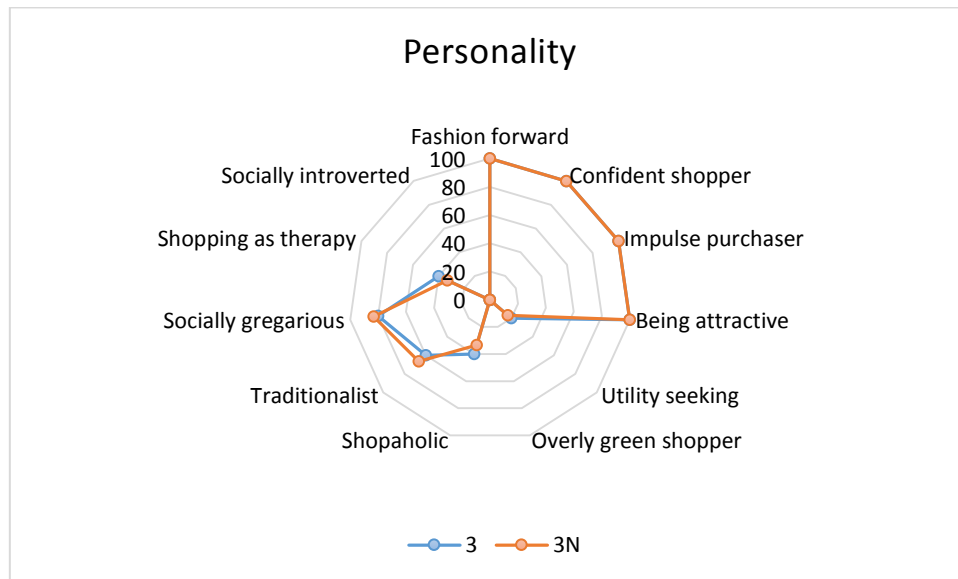 Personality
Fashion forward
100
Socially introverted
Confident shopper
80
Shopping as therapy
60
Impulse purchaser
40
20
0
Socially gregarious
Being attractive
Traditionalist
Utility seeking
Shopaholic
Overly green shopper
3
3N